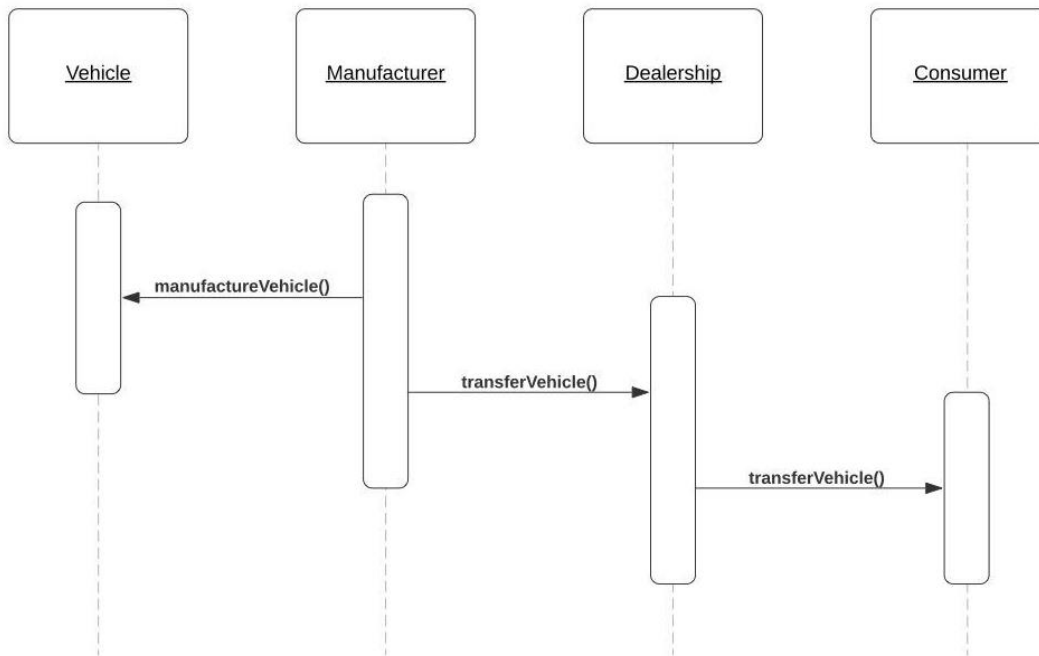 Vehicle
Manufacturer
Dealership
Consumer
manufactureVehicle()
transferVehicle()
transferVehicle()